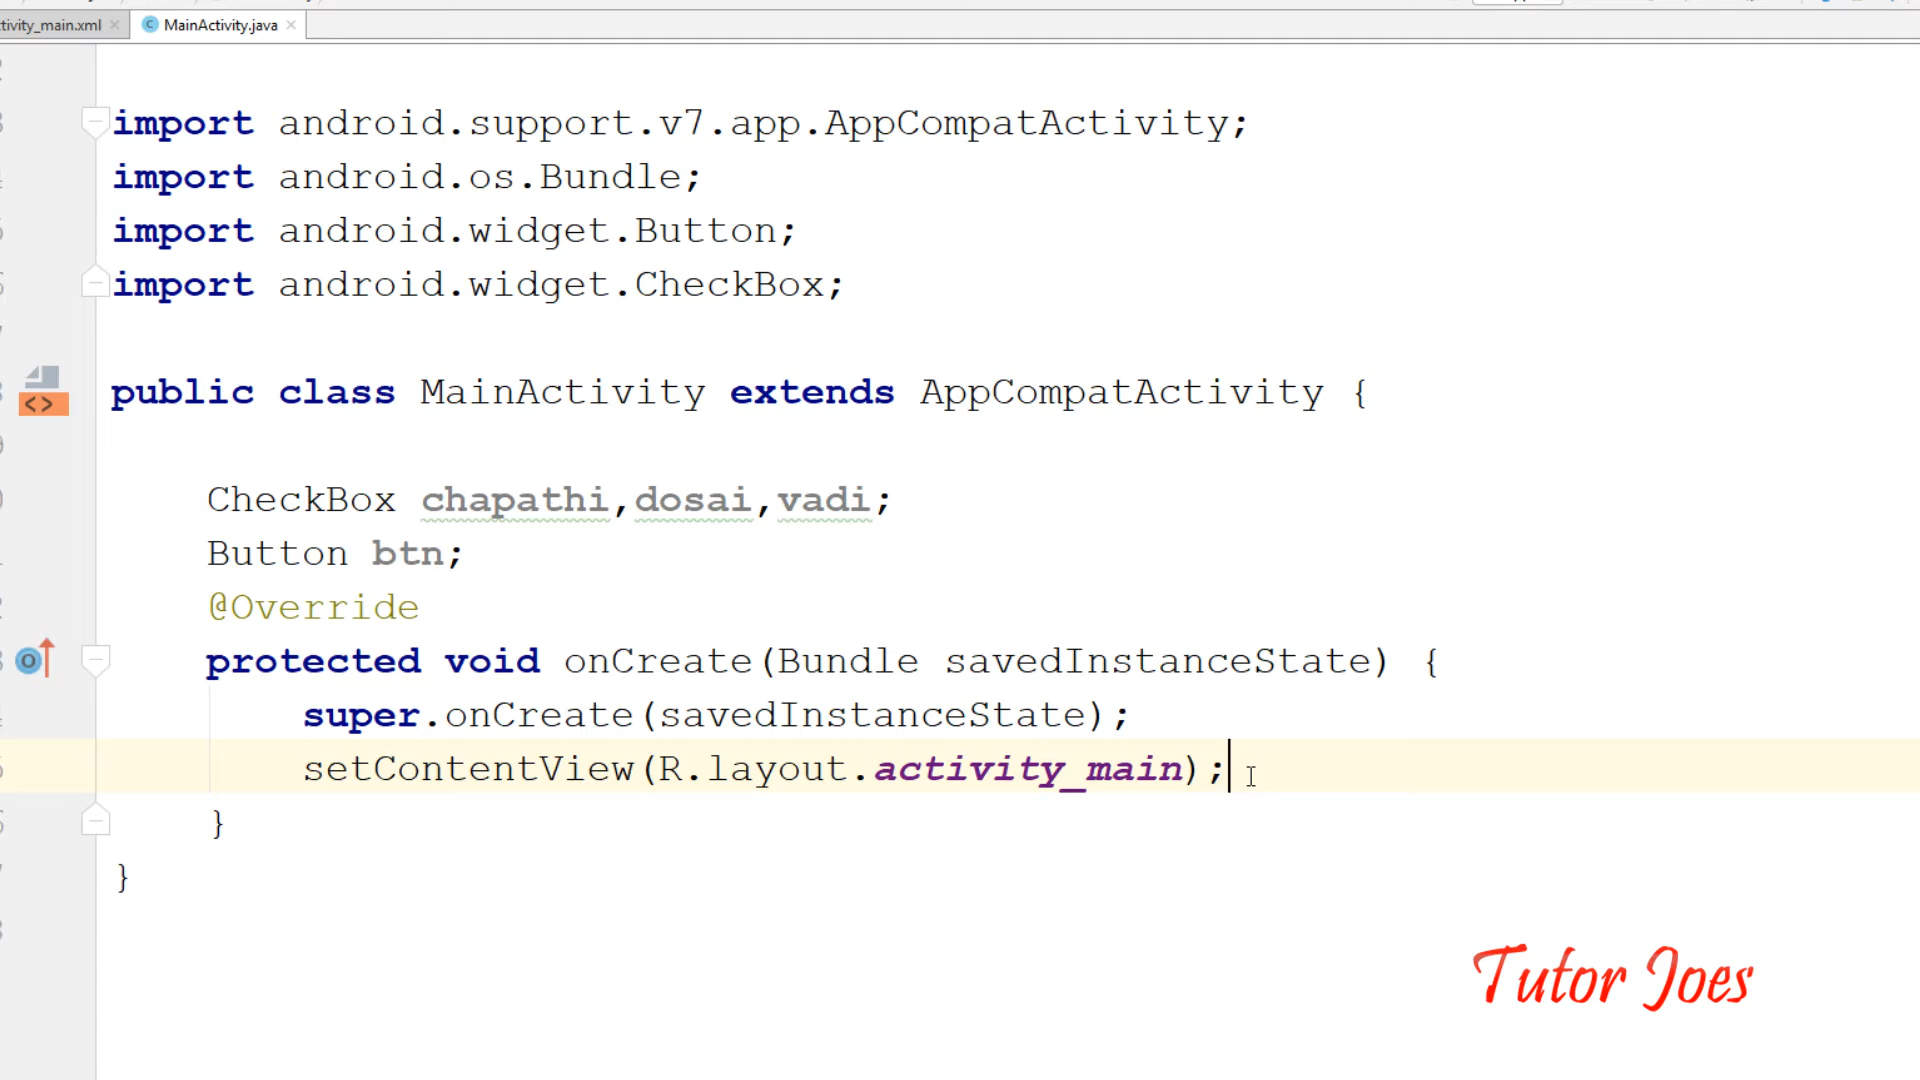 tivity_main.xml
MainActivity.java
import android.support.v7.app.AppCompatActivity;
import android.os.Bundle;
import android.widget.Button;
import android.widget.CheckBox;
public class MainActivity extends AppCompatActivity {
CheckBox chapathi,dosai,vadi;
Button btn;
@Override
protected void onCreate(Bundle savedInstanceState) {
super.onCreate(savedInstanceState);
setContentView(R.layout.activity_main);
}
}
Tutor Joes